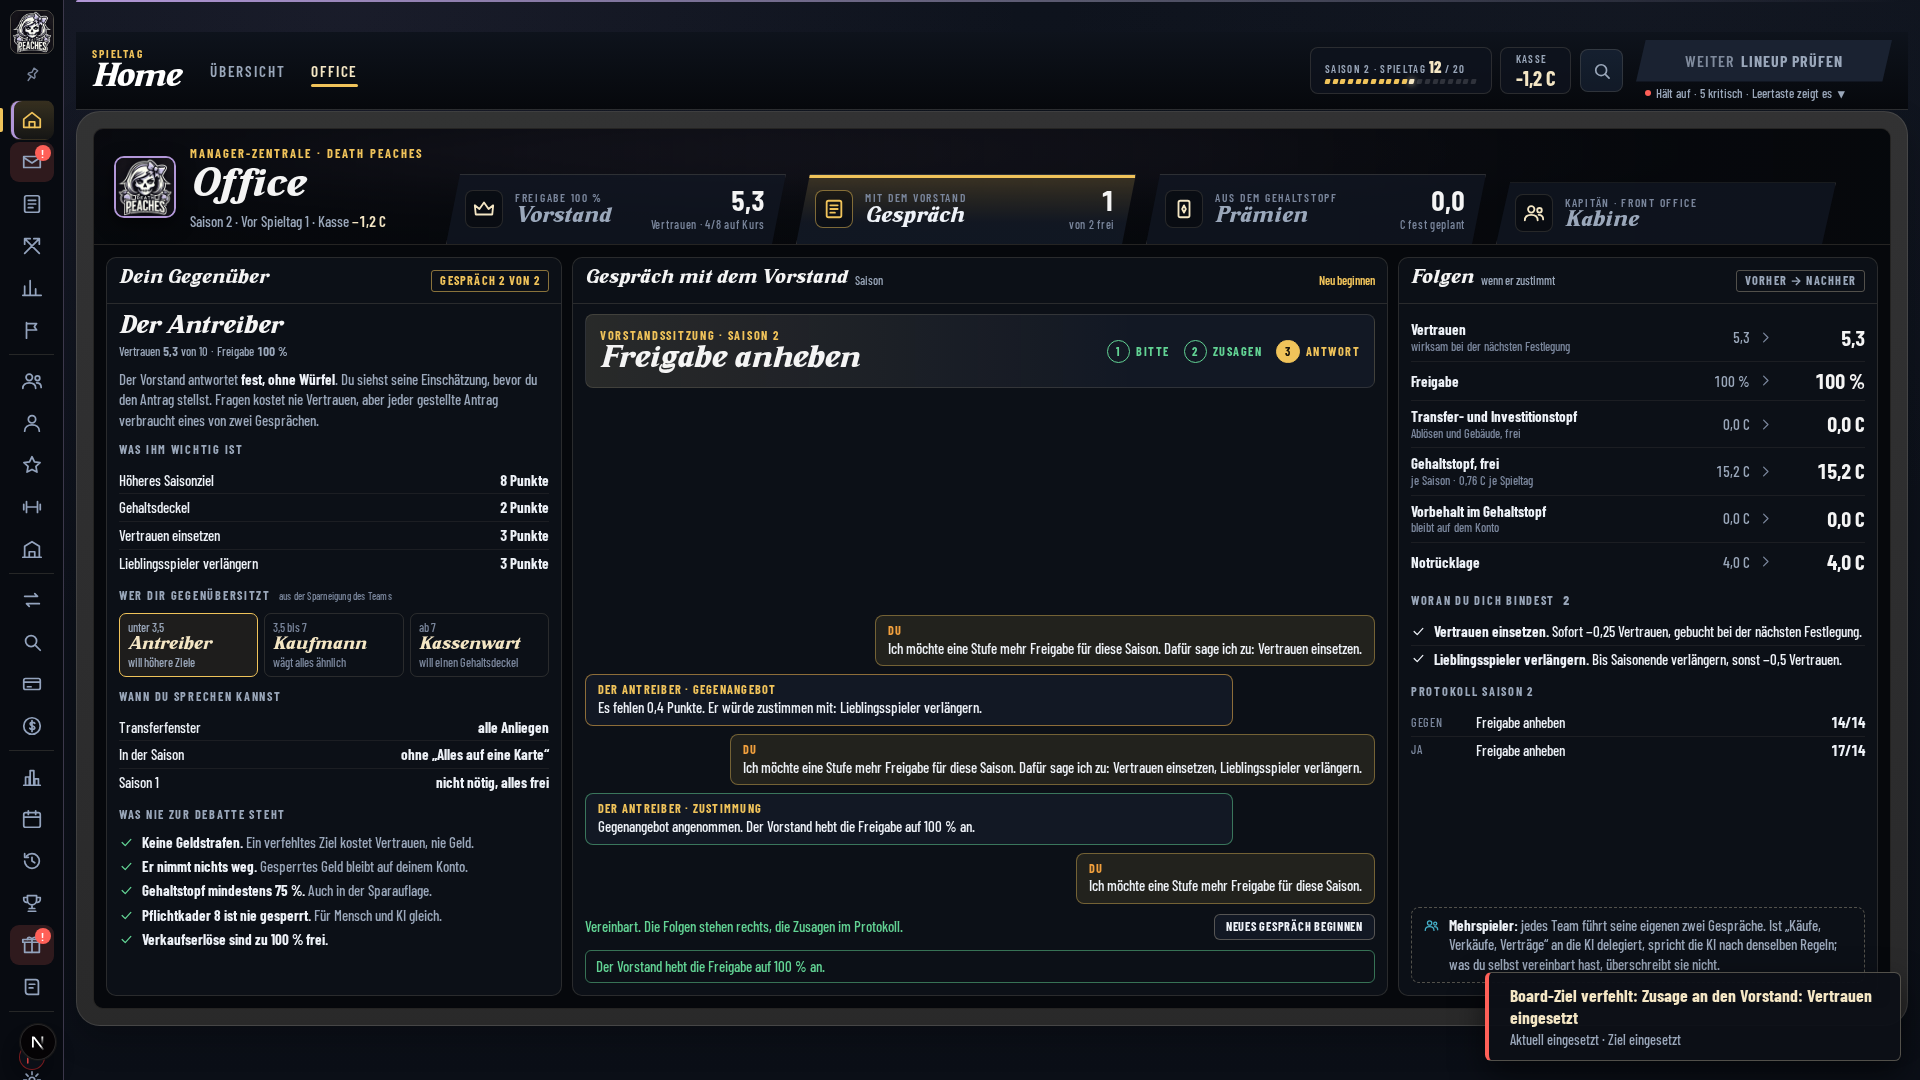 SPIELTAG
Home
ÜBERSICHT
OFFICE
SAISON 2 · SPIELTAG 12 / 20
KASSE
-1,2 C
WEITER LINEUP PRÜFEN
Hält auf · 5 kritisch · Leertaste zeigt es ▼
PEACHES
MANAGER-ZENTRALE · DEATH PEACHES
Office
Saison 2 · Vor Spieltag 1 · Kasse −1,2 C
FREIGABE 100 %
Vorstand
5,3
Vertrauen · 4/8 auf Kurs
MIT DEM VORSTAND
Gespräch
1
von 2 frei
AUS DEM GEHALTSTOPF
Prämien
0,0
C fest geplant
KAPITÄN · FRONT OFFICE
Kabine
Dein Gegenüber
GESPRÄCH 2 VON 2
Der Antreiber
Vertrauen 5,3 von 10 · Freigabe 100 %
Der Vorstand antwortet fest, ohne Würfel. Du siehst seine Einschätzung, bevor du
den Antrag stellst. Fragen kostet nie Vertrauen, aber jeder gestellte Antrag
verbraucht eines von zwei Gesprächen.
WAS IHM WICHTIG IST
Höheres Saisonziel 8 Punkte
Gehaltsdeckel 2 Punkte
Vertrauen einsetzen 3 Punkte
Lieblingsspieler verlängern 3 Punkte
WER DIR GEGENÜBERSITZT aus der Sparneigung des Teams
unter 3,5
Antreiber
will höhere Ziele
3,5 bis 7
Kaufmann
wägt alles ähnlich
ab 7
Kassenwart
will einen Gehaltsdeckel
WANN DU SPRECHEN KANNST
Transferfenster alle Anliegen
In der Saison ohne „Alles auf eine Karte“
Saison 1 nicht nötig, alles frei
WAS NIE ZUR DEBATTE STEHT
Keine Geldstrafen. Ein verfehltes Ziel kostet Vertrauen, nie Geld.
Er nimmt nichts weg. Gesperrtes Geld bleibt auf deinem Konto.
Gehaltstopf mindestens 75 %. Auch in der Sparauflage.
Pflichtkader 8 ist nie gesperrt. Für Mensch und KI gleich.
Verkaufserlöse sind zu 100 % frei.
Gespräch mit dem Vorstand Saison
Neu beginnen
VORSTANDSSITZUNG · SAISON 2
Freigabe anheben
1 BITTE 2 ZUSAGEN 3 ANTWORT
DU
Ich möchte eine Stufe mehr Freigabe für diese Saison. Dafür sage ich zu: Vertrauen einsetzen.
DER ANTREIBER · GEGENANGEBOT
Es fehlen 0,4 Punkte. Er würde zustimmen mit: Lieblingsspieler verlängern.
DU
Ich möchte eine Stufe mehr Freigabe für diese Saison. Dafür sage ich zu: Vertrauen einsetzen, Lieblingsspieler verlängern.
DER ANTREIBER · ZUSTIMMUNG
Gegenangebot angenommen. Der Vorstand hebt die Freigabe auf 100 % an.
DU
Ich möchte eine Stufe mehr Freigabe für diese Saison.
Vereinbart. Die Folgen stehen rechts, die Zusagen im Protokoll.
NEUES GESPRÄCH BEGINNEN
Der Vorstand hebt die Freigabe auf 100 % an.
Folgen wenn er zustimmt
VORHER → NACHHER
Vertrauen 5,3 5,3
wirksam bei der nächsten Festlegung
Freigabe 100 % 100 %
Transfer- und Investitionstopf 0,0 C 0,0 C
Ablösen und Gebäude, frei
Gehaltstopf, frei 15,2 C 15,2 C
je Saison · 0,76 C je Spieltag
Vorbehalt im Gehaltstopf 0,0 C 0,0 C
bleibt auf dem Konto
Notrücklage 4,0 C 4,0 C
WORAN DU DICH BINDEST 2
Vertrauen einsetzen. Sofort −0,25 Vertrauen, gebucht bei der nächsten Festlegung.
Lieblingsspieler verlängern. Bis Saisonende verlängern, sonst −0,5 Vertrauen.
PROTOKOLL SAISON 2
GEGEN Freigabe anheben 14/14
JA Freigabe anheben 17/14
Mehrspieler: jedes Team führt seine eigenen zwei Gespräche. Ist „Käufe,
Verkäufe, Verträge“ an die KI delegiert, spricht die KI nach denselben Regeln;
was du selbst vereinbart hast, überschreibt sie nicht.
Board-Ziel verfehlt: Zusage an den Vorstand: Vertrauen
eingesetzt
Aktuell eingesetzt · Ziel eingesetzt
PEACHES
!
!
N